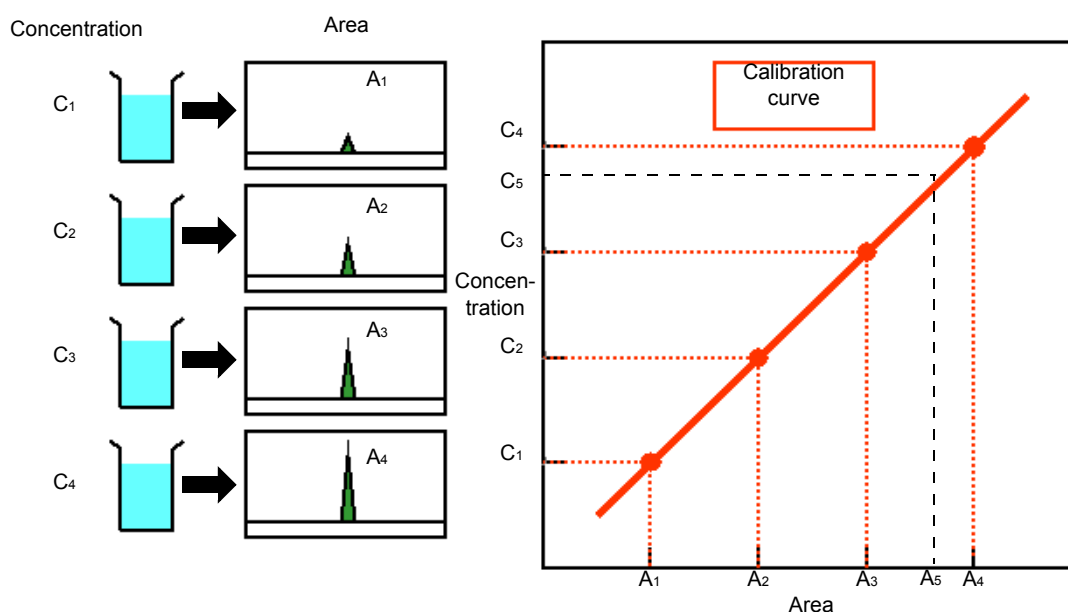 Concentration
Area
C1
A1
C2
A2
C3
A3
C4
A4
Calibration
curve
C4
C5
C3
Concen-
tration
C2
C1
A1 A2 A3 A5 A4
Area